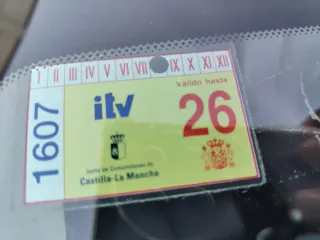 I II III IV V VI VII IX X XI XII
válido hasta
1607 itv 26
Junta de Comunidades de
Castilla-La Mancha